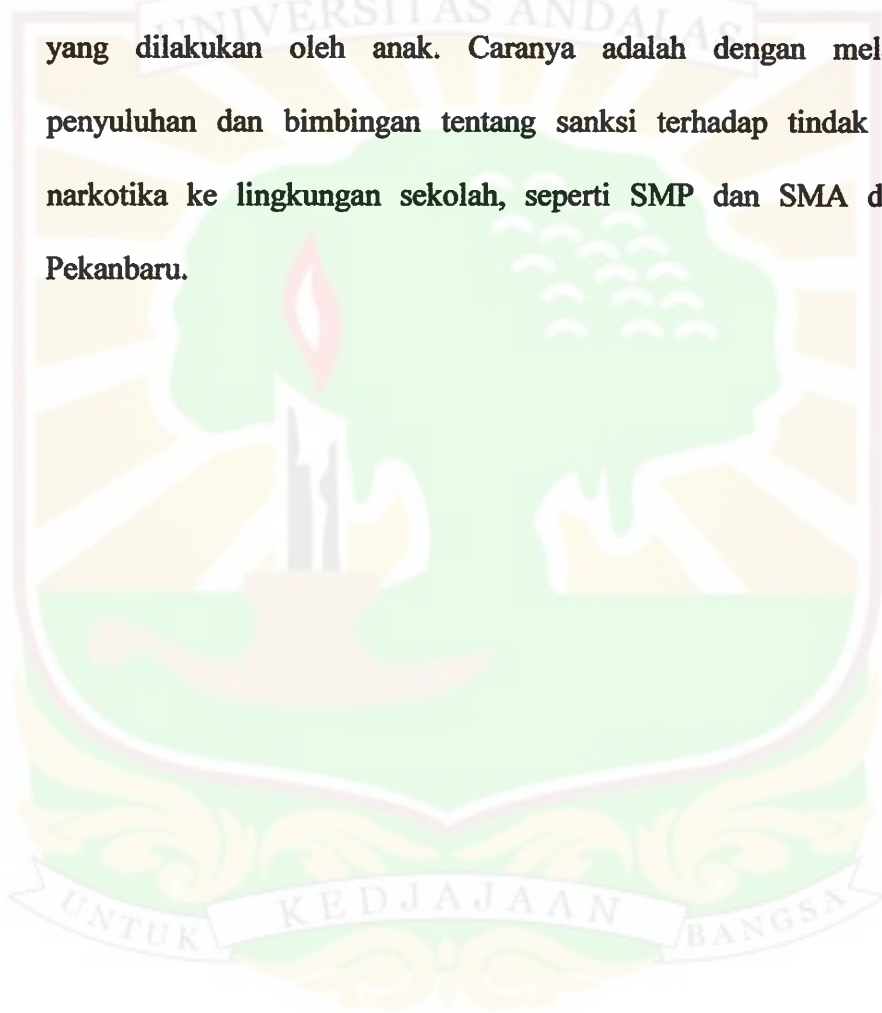 UNIVERSITAS ANDALAS
yang dilakukan oleh anak. Caranya adalah dengan mel
penyuluhan dan bimbingan tentang sanksi terhadap tindak
narkotika ke lingkungan sekolah, seperti SMP dan SMA d
Pekanbaru.
UNTUK KEDJAJAAN BANGSA